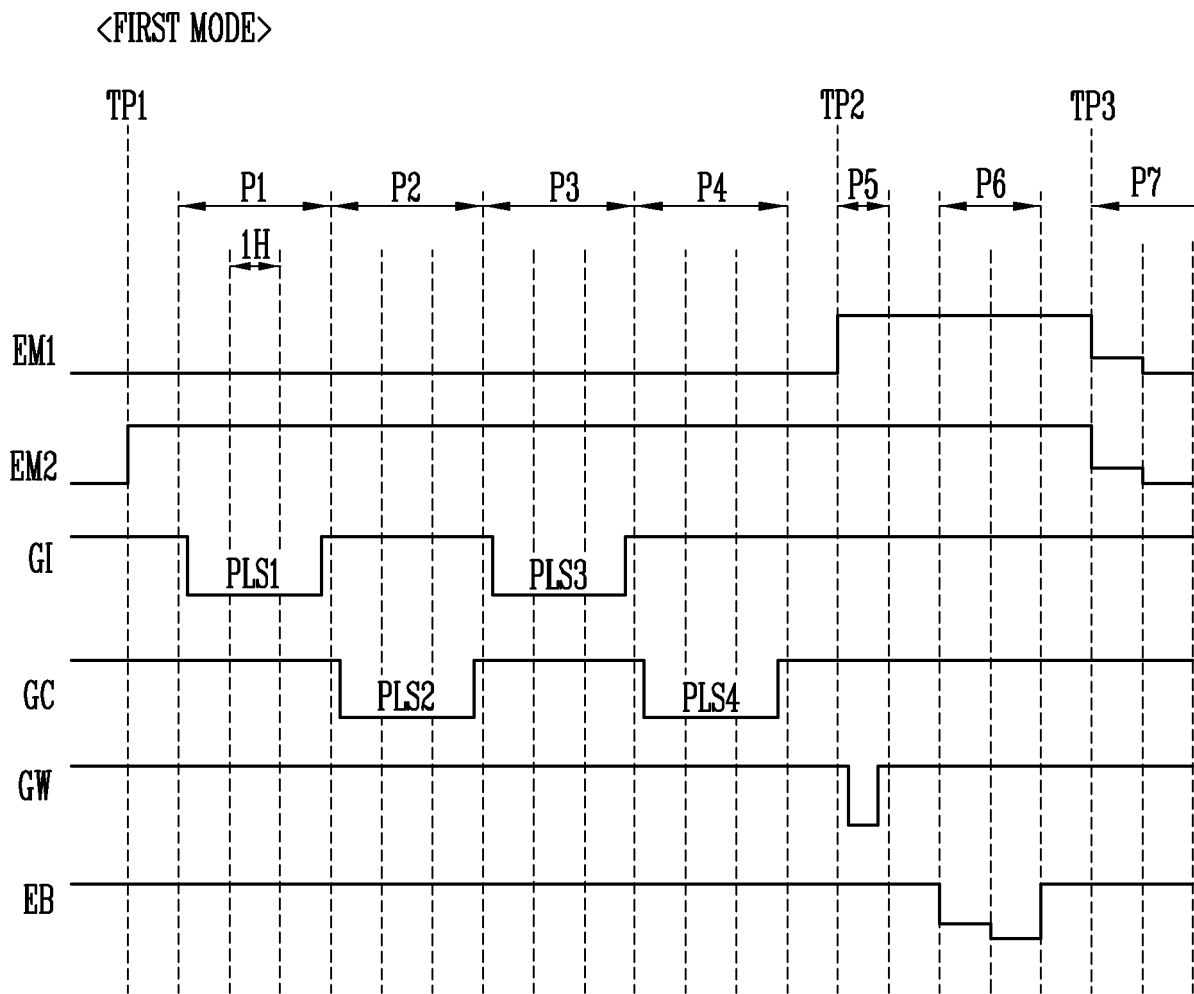 <FIRST MODE>
TP1 TP2 TP3
P1 P2 P3 P4 P5 P6 P7
1H
EM1
EM2
GI PLS1 PLS3
GC PLS2 PLS4
GW
EB